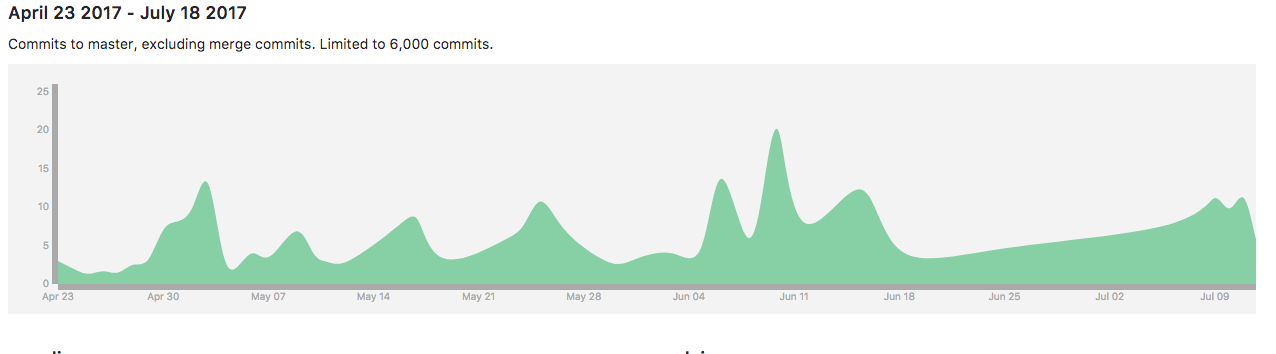 April 23 2017 - July 18 2017
Commits to master, excluding merge commits. Limited to 6,000 commits.
25
20
15
10
5
0
Apr 23 Apr 30 May 07 May 14 May 21 May 28 Jun 04 Jun 11 Jun 18 Jun 25 Jul 02 Jul 09